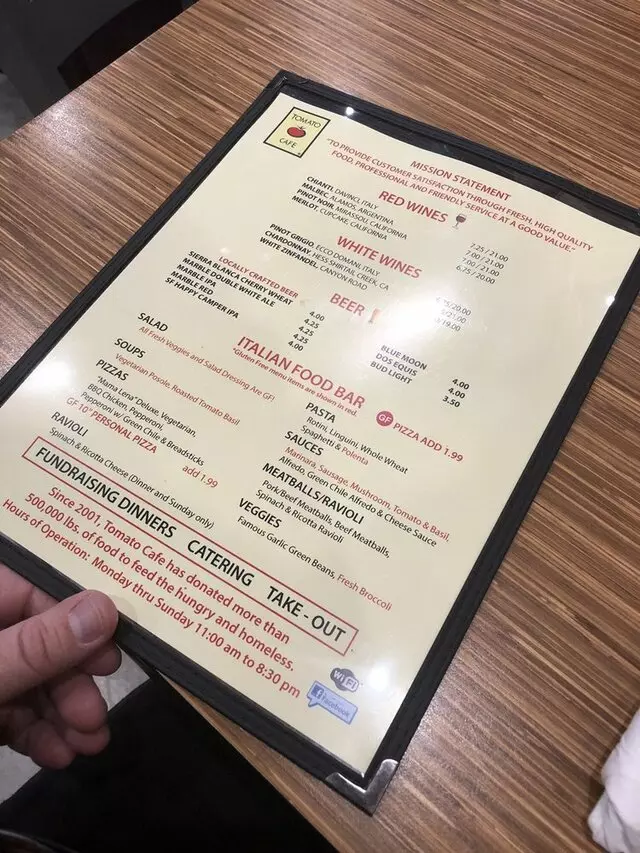 TOMATO
CAFE
MISSION STATEMENT
"TO PROVIDE CUSTOMER SATISFACTION THROUGH FRESH, HIGH QUALITY
FOOD, PROFESSIONAL AND FRIENDLY SERVICE AT A GOOD VALUE."
RED WINES
CHIANTI, DAVINCI, ITALY 7.25 / 21.00
MALBEC, ALAMOS, ARGENTINA 7.00 / 21.00
PINOT NOIR, MIRASSOU, CALIFORNIA 7.00 / 21.00
MERLOT, CUPCAKE, CALIFORNIA 6.25 / 20.00
WHITE WINES
PINOT GRIGIO, ECCO DOMANI, ITALY /20.00
CHARDONNAY, HESS SHIRTAIL CREEK, CA /21.00
WHITE ZINFANDEL, CANYON ROAD /19.00
BEER
LOCALLY CRAFTED BEER
SIERRA BLANCA CHERRY WHEAT 4.00
MARBLE DOUBLE WHITE ALE 4.25
MARBLE IPA 4.25
MARBLE RED 4.25
SF HAPPY CAMPER IPA 4.00
BLUE MOON 4.00
DOS EQUIS 4.00
BUD LIGHT 3.50
ITALIAN FOOD BAR
*Gluten Free menu items are shown in red.
SALAD
All Fresh Veggies and Salad Dressing Are GF!
SOUPS
Vegetarian Posole, Roasted Tomato Basil
PIZZAS
"Mama Lena" Deluxe, Vegetarian,
BBQ Chicken, Pepperoni,
Pepperoni w/ Green Chile & Breadsticks
GF 10" PERSONAL PIZZA add 1.99
RAVIOLI
Spinach & Ricotta Cheese (Dinner and Sunday only)
GF PIZZA ADD 1.99
PASTA
Rotini, Linguini, Whole Wheat
Spaghetti & Polenta
SAUCES
Marinara, Sausage, Mushroom, Tomato & Basil,
Alfredo, Green Chile Alfredo & Cheese Sauce
MEATBALLS/RAVIOLI
Pork/Beef Meatballs, Beef Meatballs,
Spinach & Ricotta Ravioli
VEGGIES
Famous Garlic Green Beans, Fresh Broccoli
FUNDRAISING DINNERS CATERING TAKE - OUT
Since 2001, Tomato Cafe has donated more than
500,000 lbs. of food to feed the hungry and homeless.
Hours of Operation: Monday thru Sunday 11:00 am to 8:30 pm
WiFi
f
Facebook